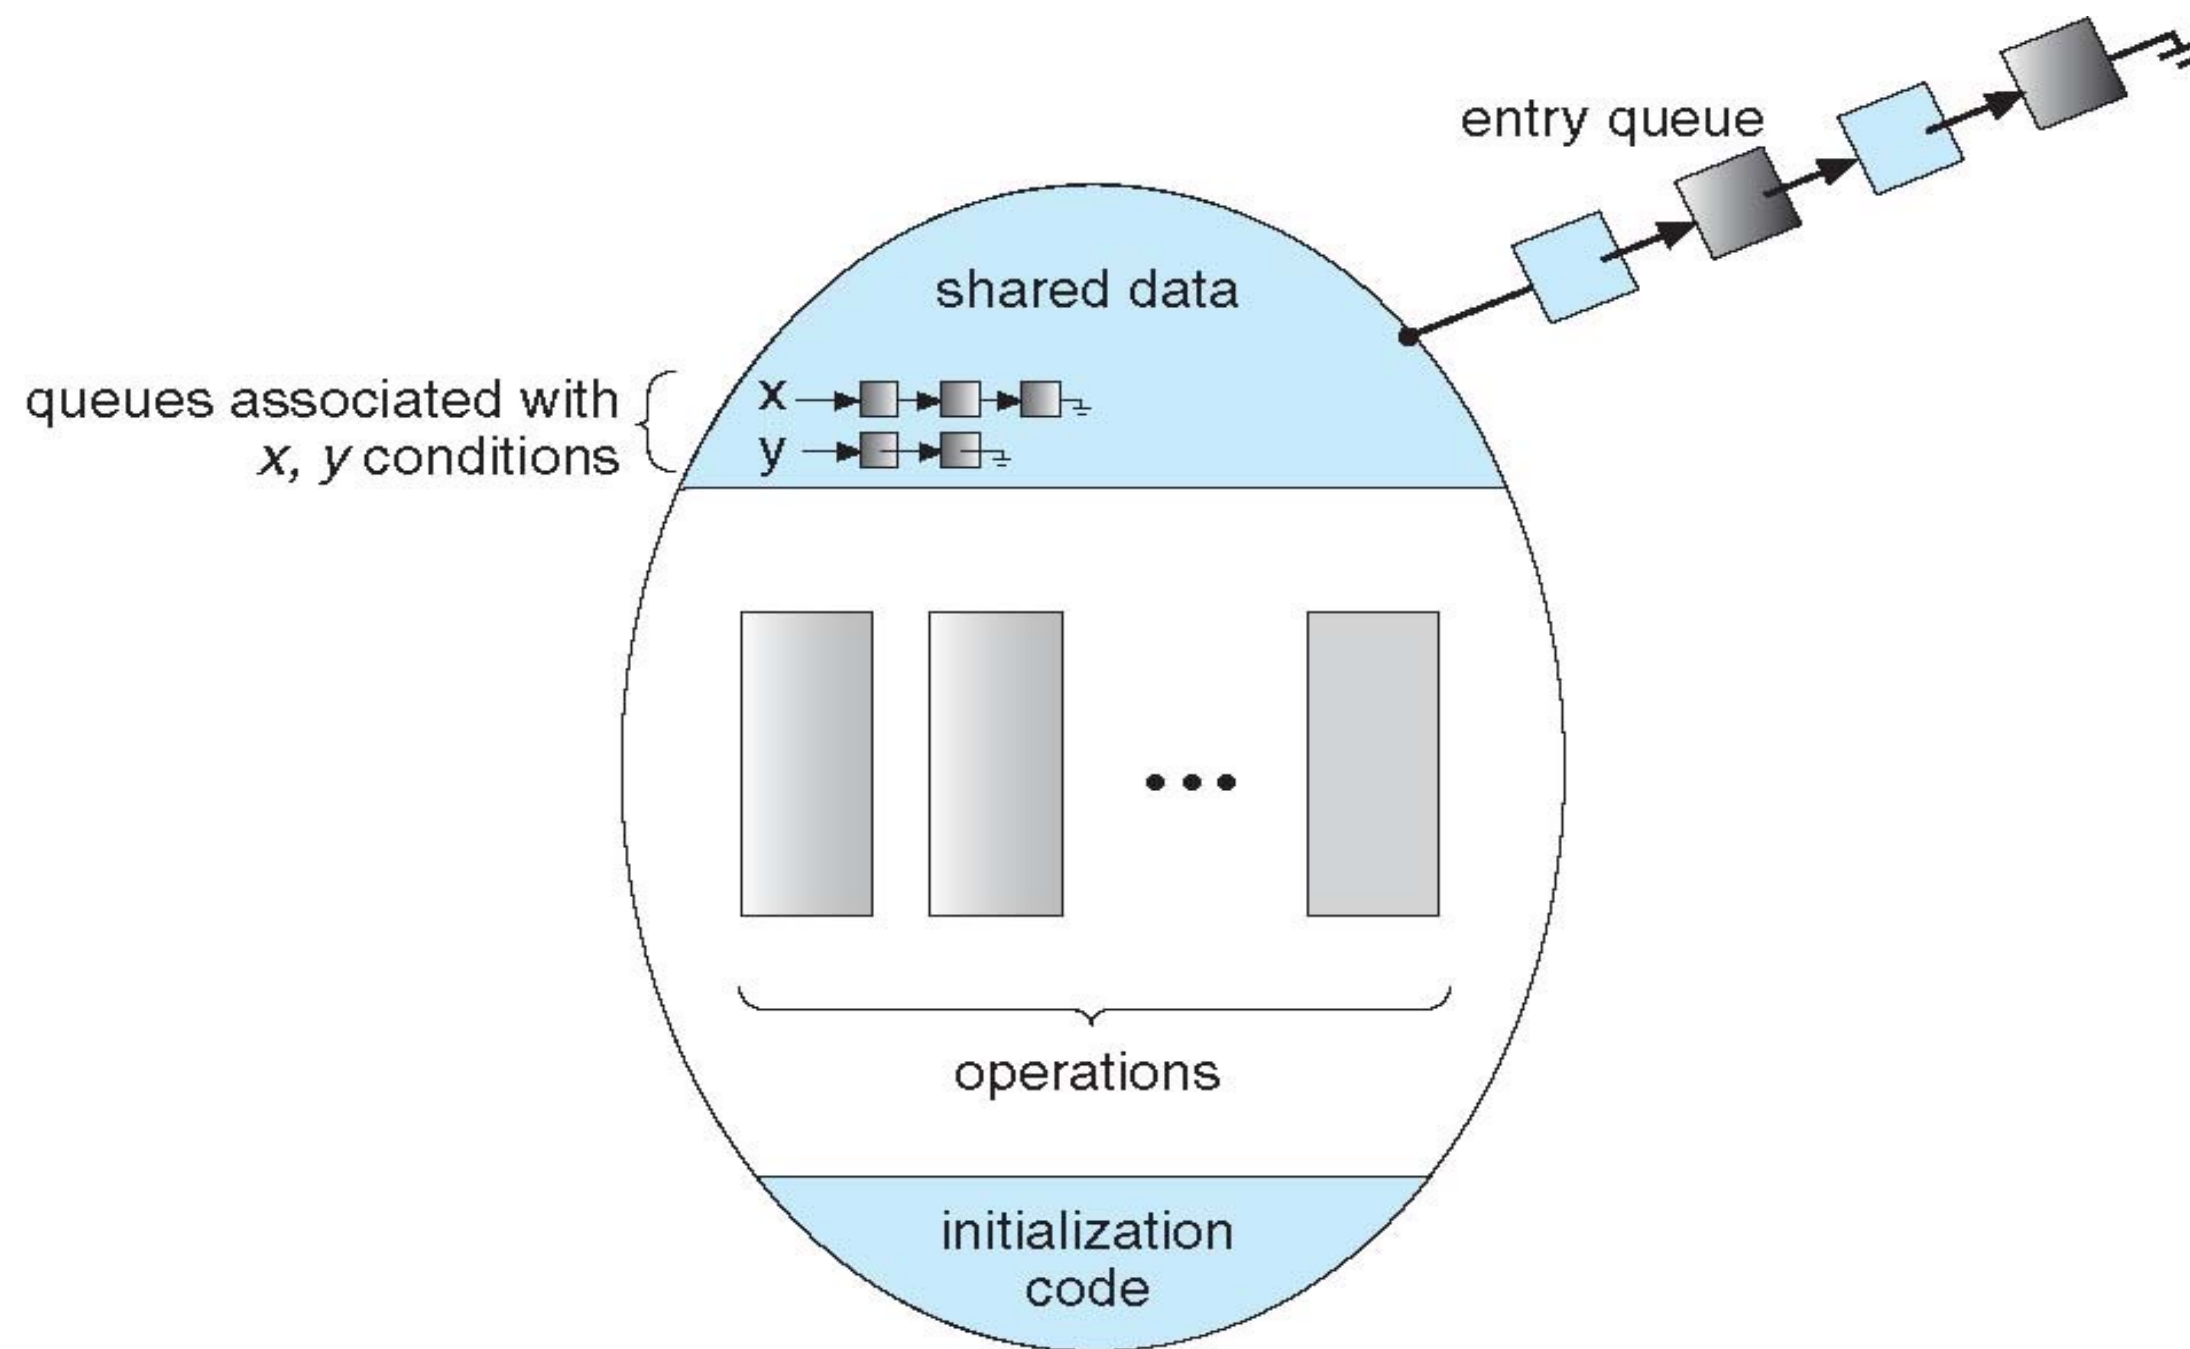 entry queue
shared data
queues associated with
x, y conditions
x
y
operations
initialization
code